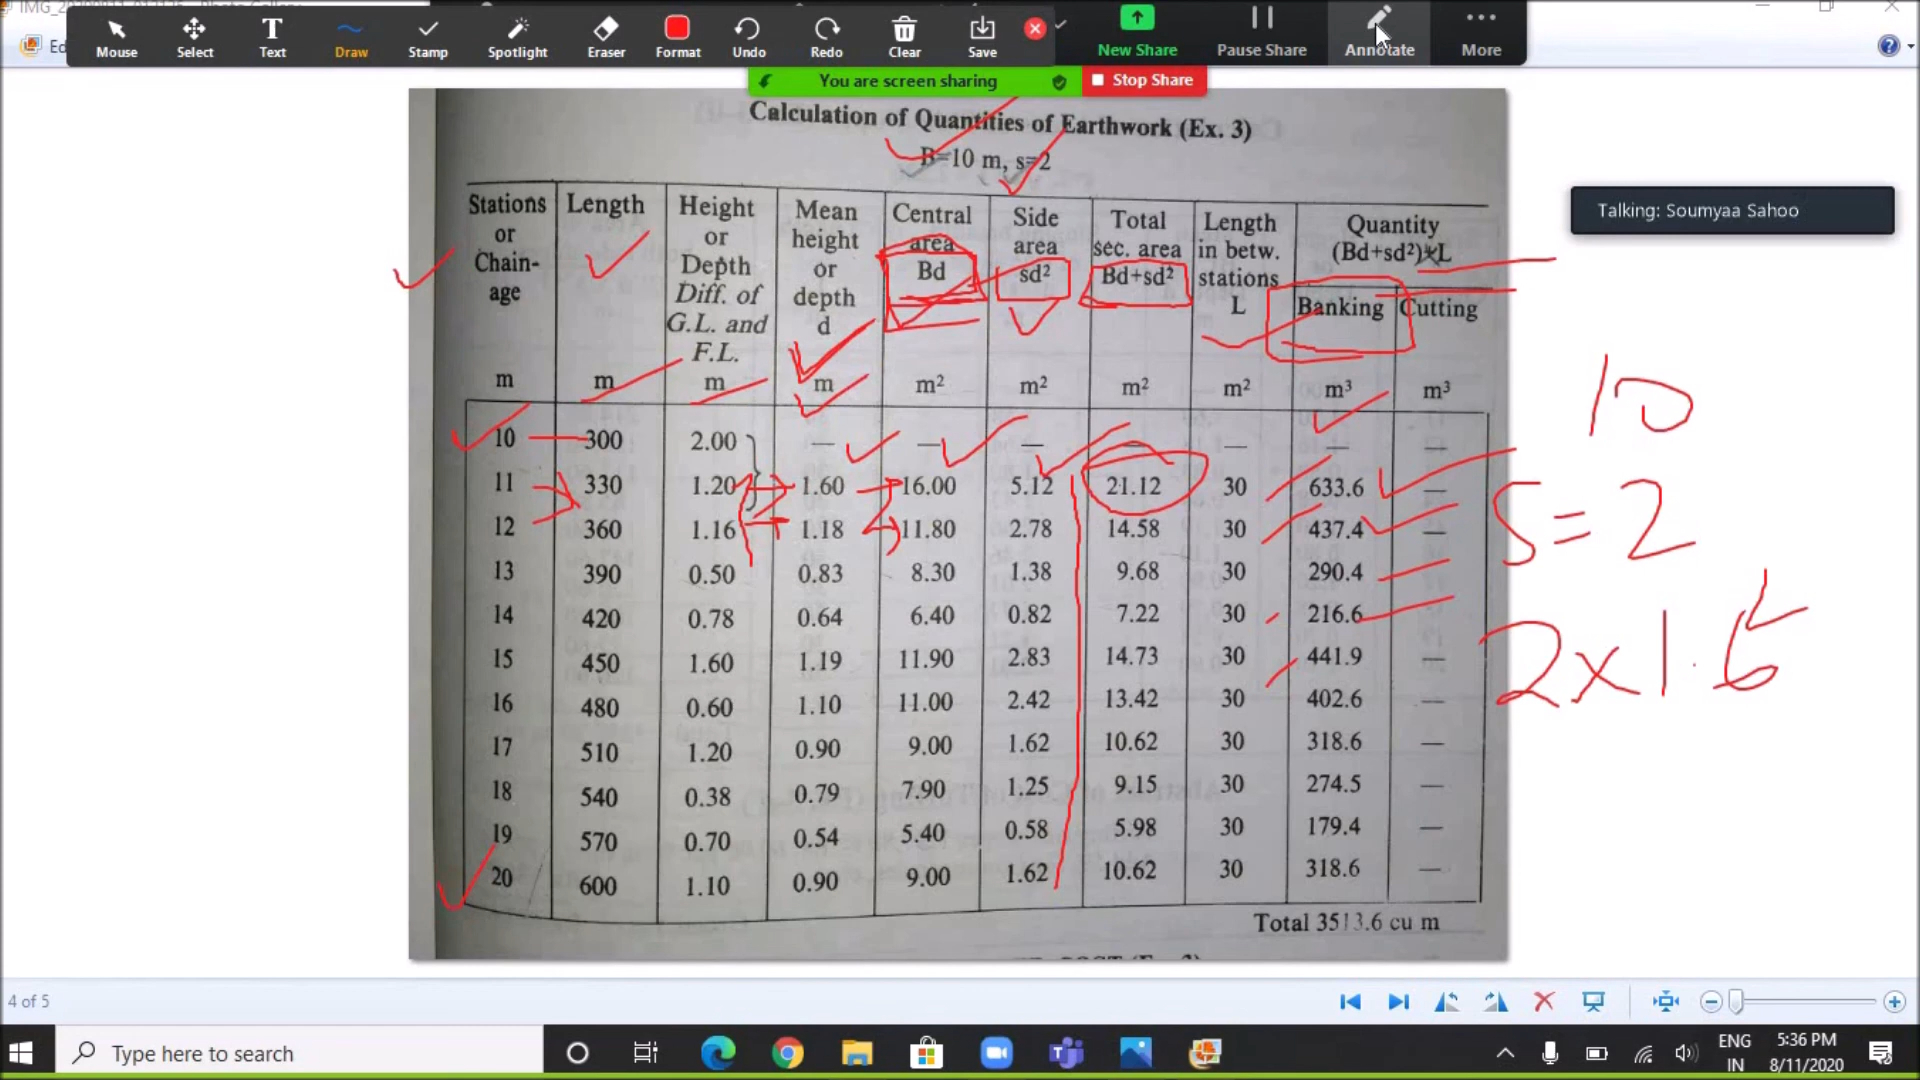 Mouse Select Text Draw Stamp Spotlight Eraser Format Undo Redo Clear Save
New Share Pause Share Annotate More
You are screen sharing Stop Share
Talking: Soumyaa Sahoo
Calculation of Quantities of Earthwork (Ex. 3)
B=10 m, s=2
Stations or Chain-age m
Length m
Height or Depth Diff. of G.L. and F.L. m
Mean height or depth d m
Central area Bd m²
Side area sd² m²
Total sec. area Bd+sd² m²
Length in betw. stations L m²
Quantity (Bd+sd²)×L
Banking m³
Cutting m³
10 300 2.00 — — — — — — —
11 330 1.20 1.60 16.00 5.12 21.12 30 633.6 —
12 360 1.16 1.18 11.80 2.78 14.58 30 437.4 —
13 390 0.50 0.83 8.30 1.38 9.68 30 290.4 —
14 420 0.78 0.64 6.40 0.82 7.22 30 216.6 —
15 450 1.60 1.19 11.90 2.83 14.73 30 441.9 —
16 480 0.60 1.10 11.00 2.42 13.42 30 402.6 —
17 510 1.20 0.90 9.00 1.62 10.62 30 318.6 —
18 540 0.38 0.79 7.90 1.25 9.15 30 274.5 —
19 570 0.70 0.54 5.40 0.58 5.98 30 179.4 —
20 600 1.10 0.90 9.00 1.62 10.62 30 318.6 —
Total 3513.6 cu m
10
S=2
2×1.6
4 of 5
Type here to search
ENG
IN
5:36 PM
8/11/2020